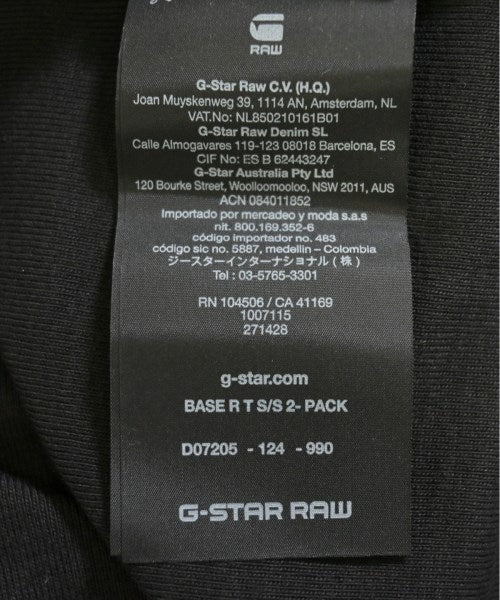 RAW
G-Star Raw C.V. (H.Q.)
Joan Muyskenweg 39, 1114 AN, Amsterdam, NL
VAT.No: NL850210161B01
G-Star Raw Denim SL
Calle Almogavares 119-123 08018 Barcelona, ES
CIF No: ES B 62443247
G-Star Australia Pty Ltd
120 Bourke Street, Woolloomooloo, NSW 2011, AUS
ACN 084011852
Importado por mercadeo y moda s.a.s
nit. 800.169.352-6
código importador no. 483
código sic no. 5887, medellin – Colombia
ジースターインターナショナル (株)
Tel : 03-5765-3301
RN 104506 / CA 41169
1007115
271428
g-star.com
BASE R T S/S 2- PACK
D07205 - 124 - 990
G-STAR RAW